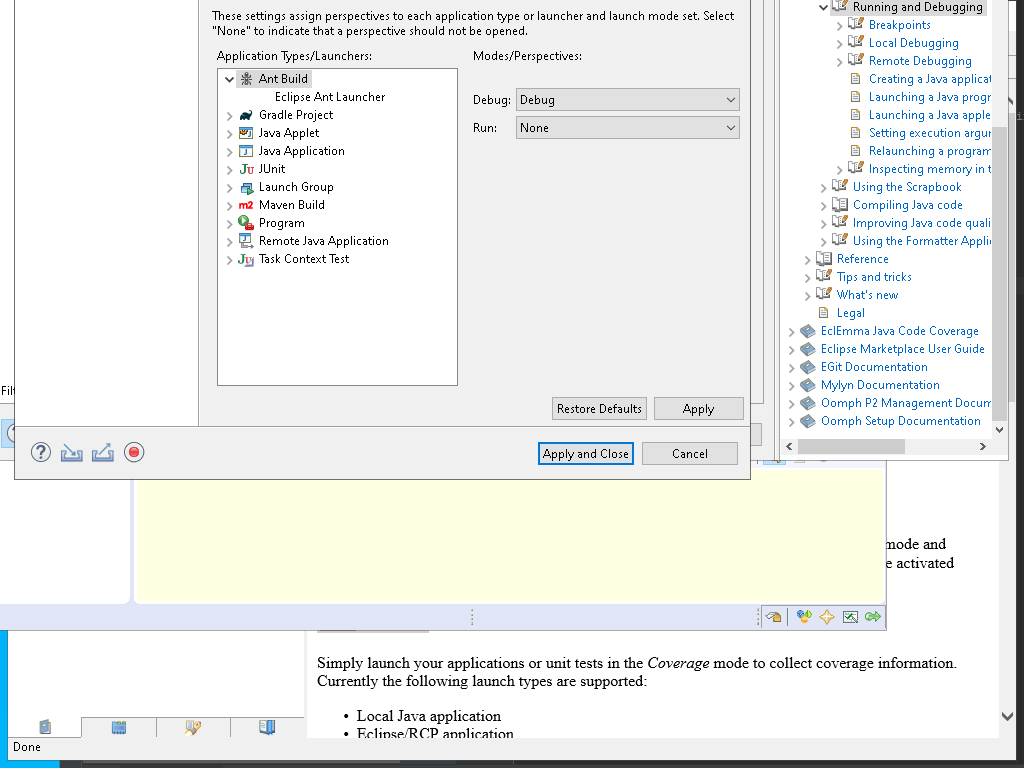 These settings assign perspectives to each application type or launcher and launch mode set. Select
"None" to indicate that a perspective should not be opened.
Application Types/Launchers:
Modes/Perspectives:
Ant Build
Eclipse Ant Launcher
Gradle Project
Java Applet
Java Application
JUnit
Launch Group
Maven Build
Program
Remote Java Application
Task Context Test
Debug: Debug
Run: None
Restore Defaults
Apply
Apply and Close
Cancel
Running and Debugging
Breakpoints
Local Debugging
Remote Debugging
Creating a Java applicat
Launching a Java progr
Launching a Java apple
Setting execution argur
Relaunching a program
Inspecting memory in t
Using the Scrapbook
Compiling Java code
Improving Java code quali
Using the Formatter Appli
Reference
Tips and tricks
What's new
Legal
EclEmma Java Code Coverage
Eclipse Marketplace User Guide
EGit Documentation
Mylyn Documentation
Oomph P2 Management Docum
Oomph Setup Documentation
mode and
e activated
Simply launch your applications or unit tests in the Coverage mode to collect coverage information.
Currently the following launch types are supported:
• Local Java application
• Eclipse/RCP application
Done